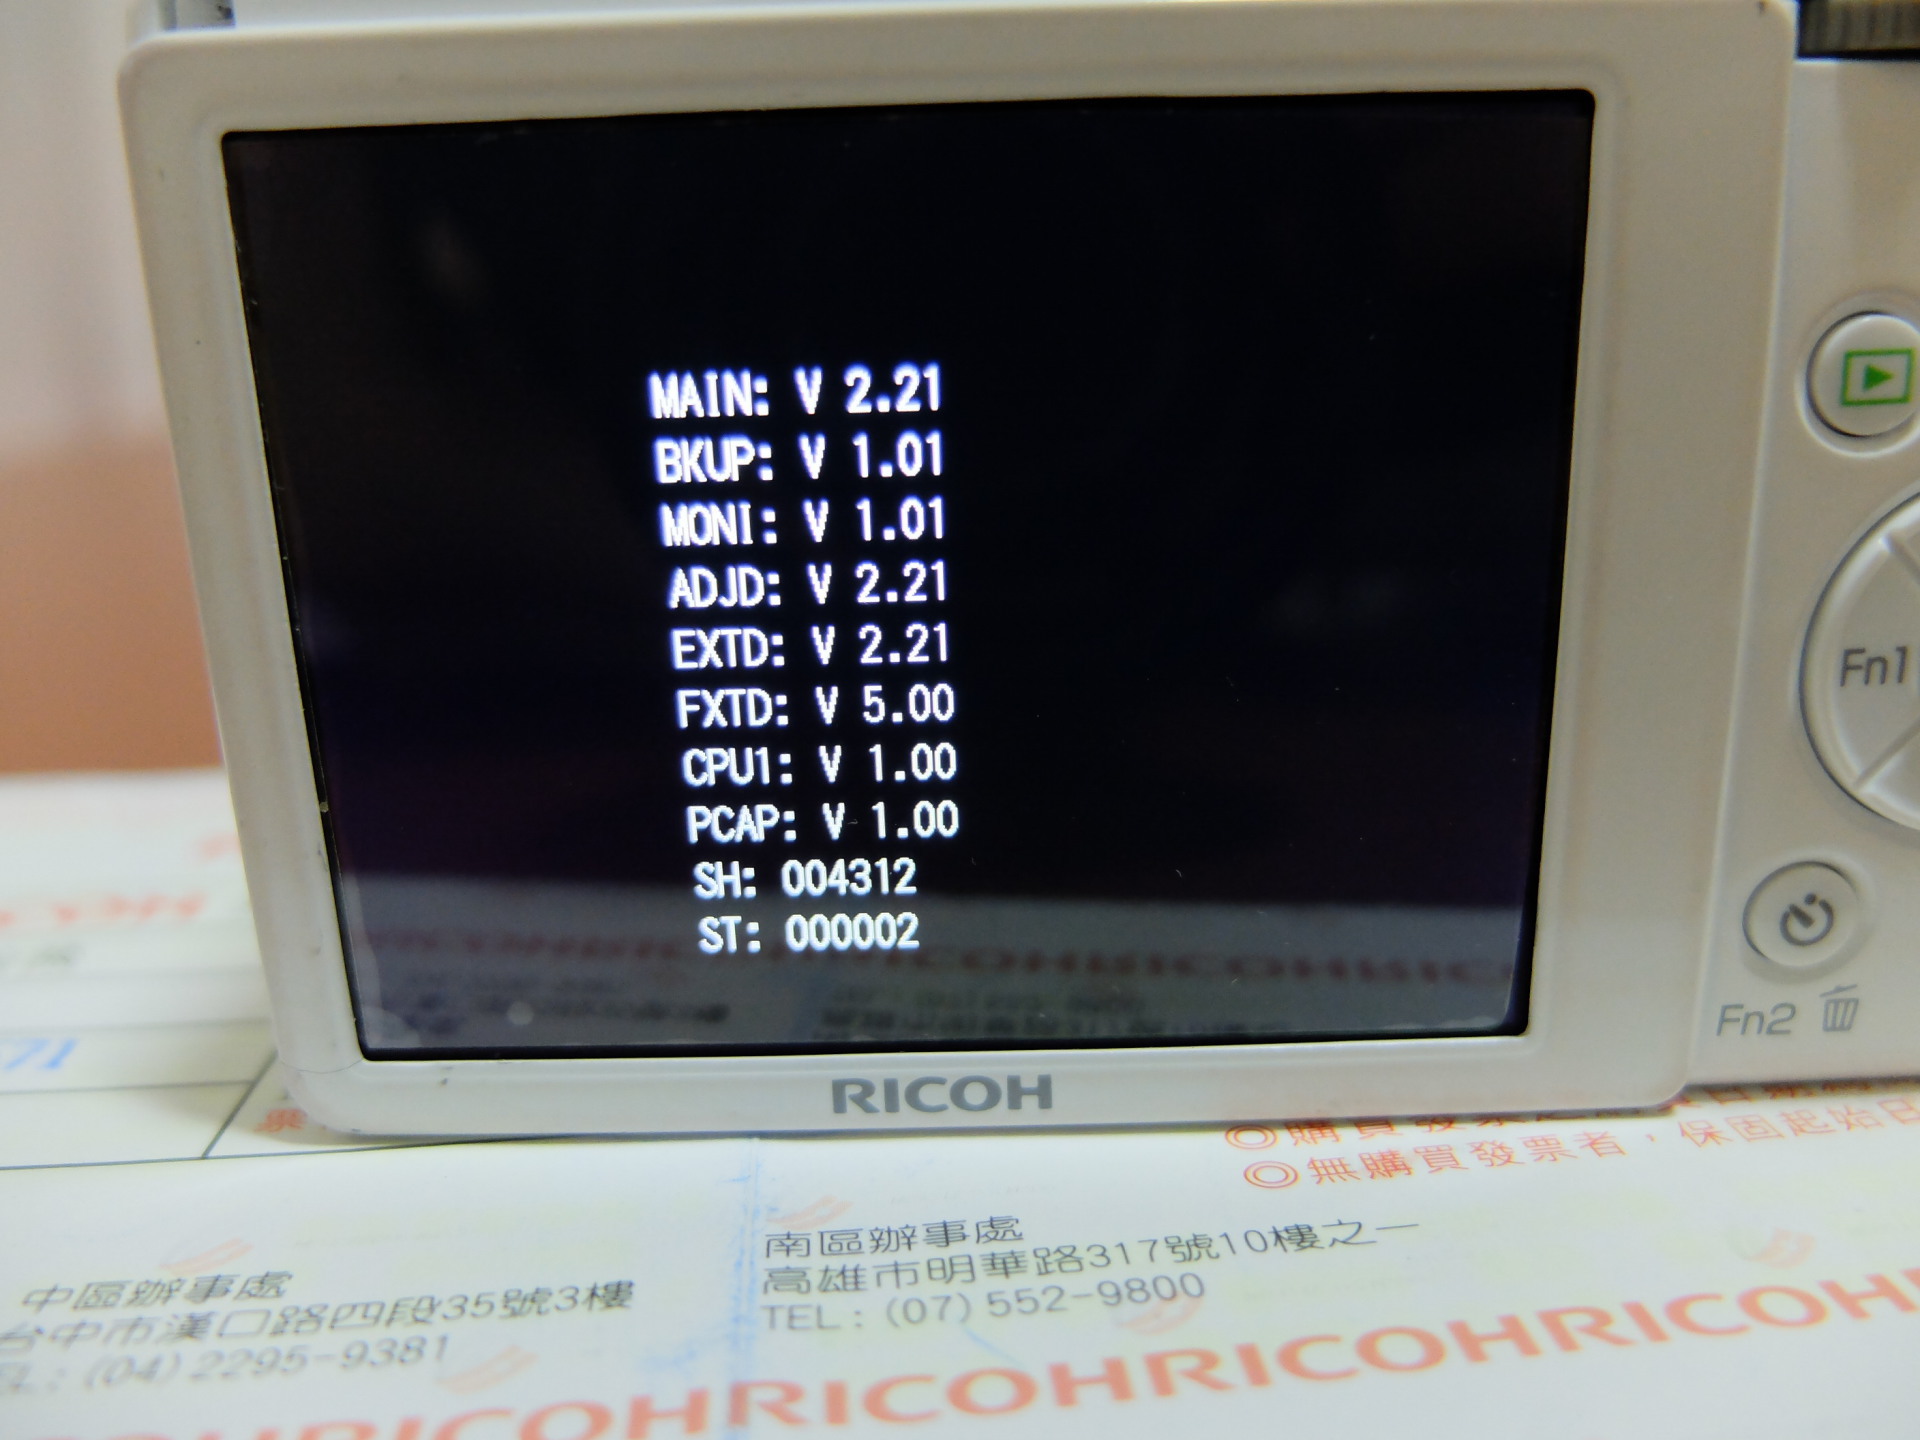 MAIN: V 2.21
BKUP: V 1.01
MONI: V 1.01
ADJD: V 2.21
EXTD: V 2.21
FXTD: V 5.00
CPU1: V 1.00
PCAP: V 1.00
SH: 004312
ST: 000002
Fn1
Fn2
RICOH
◎無購買發票者，保固起始日
中區辦事處
台中市漢口路四段35號3樓
TEL:(04)2295-9381
南區辦事處
高雄市明華路317號10樓之一
TEL:(07)552-9800
RICOHRICOHRICOHRICOH